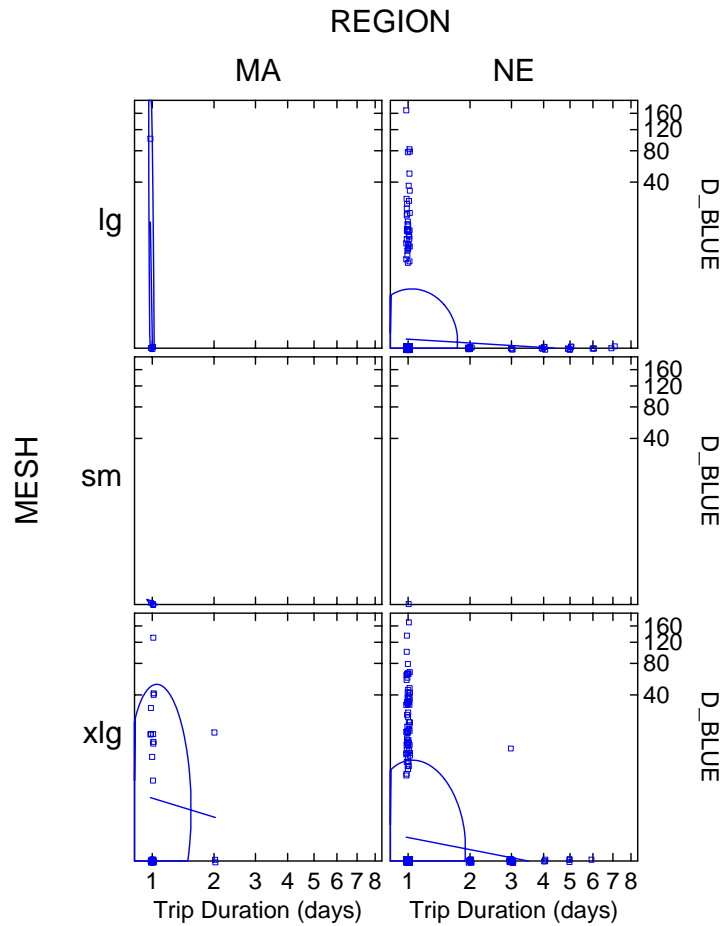 REGION
MA NE
160
120
80
40
lg
D_BLUE
160
120
80
40
MESH
sm
D_BLUE
160
120
80
40
xlg
D_BLUE
1 2 3 4 5 6 7 8 1 2 3 4 5 6 7 8
Trip Duration (days) Trip Duration (days)